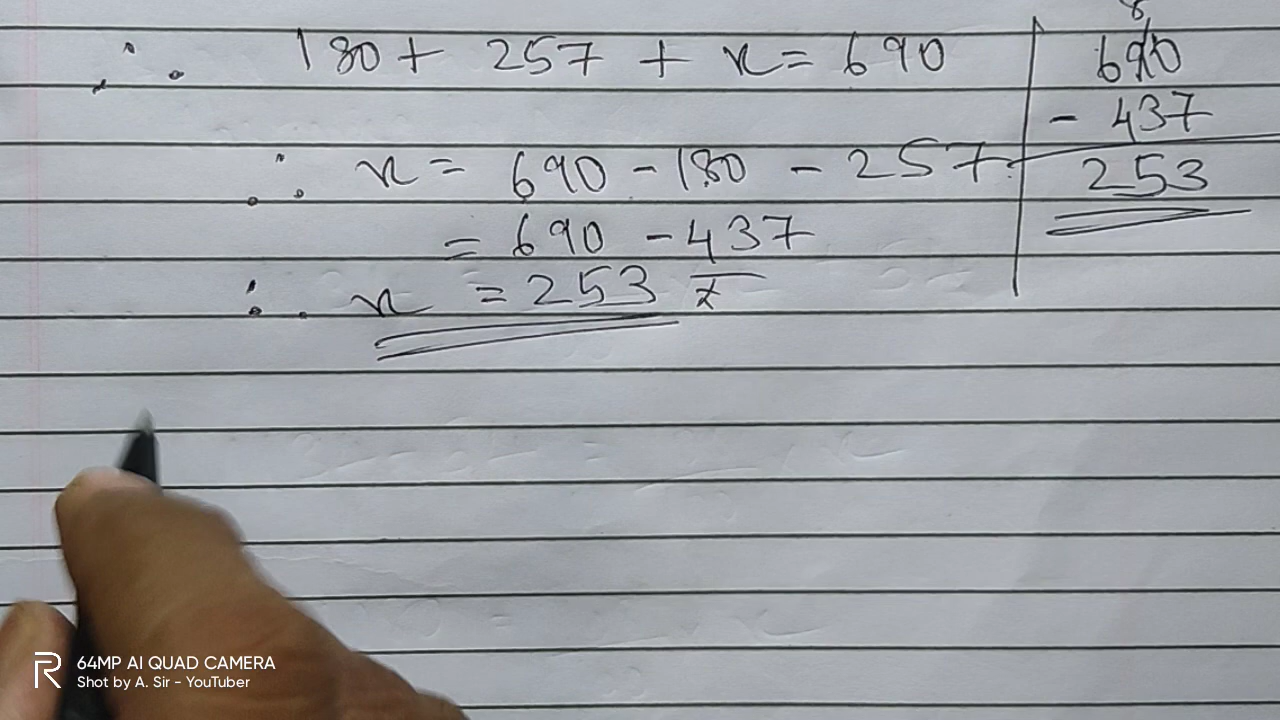 ∴ 180 + 257 + x = 690
∴ x = 690 - 180 - 257
= 690 - 437
∴ x = 253
8
690
- 437
253
64MP AI QUAD CAMERA
Shot by A. Sir - YouTuber